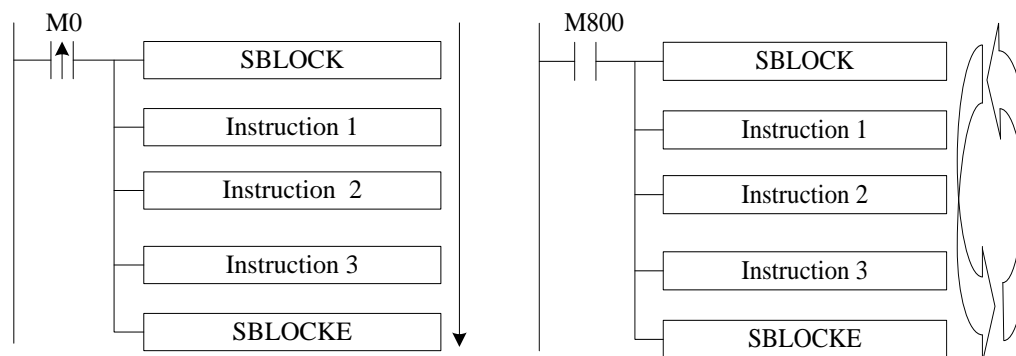 M0
SBLOCK
Instruction 1
Instruction 2
Instruction 3
SBLOCKE
M800
SBLOCK
Instruction 1
Instruction 2
Instruction 3
SBLOCKE